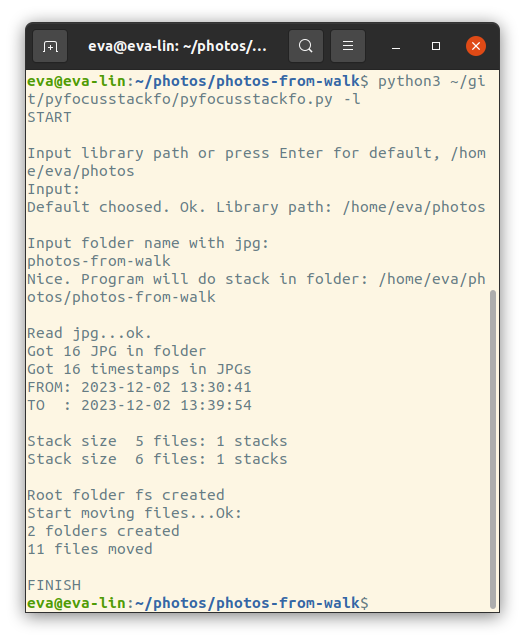 eva@eva-lin: ~/photos/...
eva@eva-lin:~/photos/photos-from-walk$ python3 ~/gi
t/pyfocusstackfo/pyfocusstackfo.py -l
START
Input library path or press Enter for default, /hom
e/eva/photos
Input:
Default choosed. Ok. Library path: /home/eva/photos
Input folder name with jpg:
photos-from-walk
Nice. Program will do stack in folder: /home/eva/ph
otos/photos-from-walk
Read jpg...ok.
Got 16 JPG in folder
Got 16 timestamps in JPGs
FROM: 2023-12-02 13:30:41
TO  : 2023-12-02 13:39:54
Stack size  5 files: 1 stacks
Stack size  6 files: 1 stacks
Root folder fs created
Start moving files...Ok:
2 folders created
11 files moved
FINISH
eva@eva-lin:~/photos/photos-from-walk$